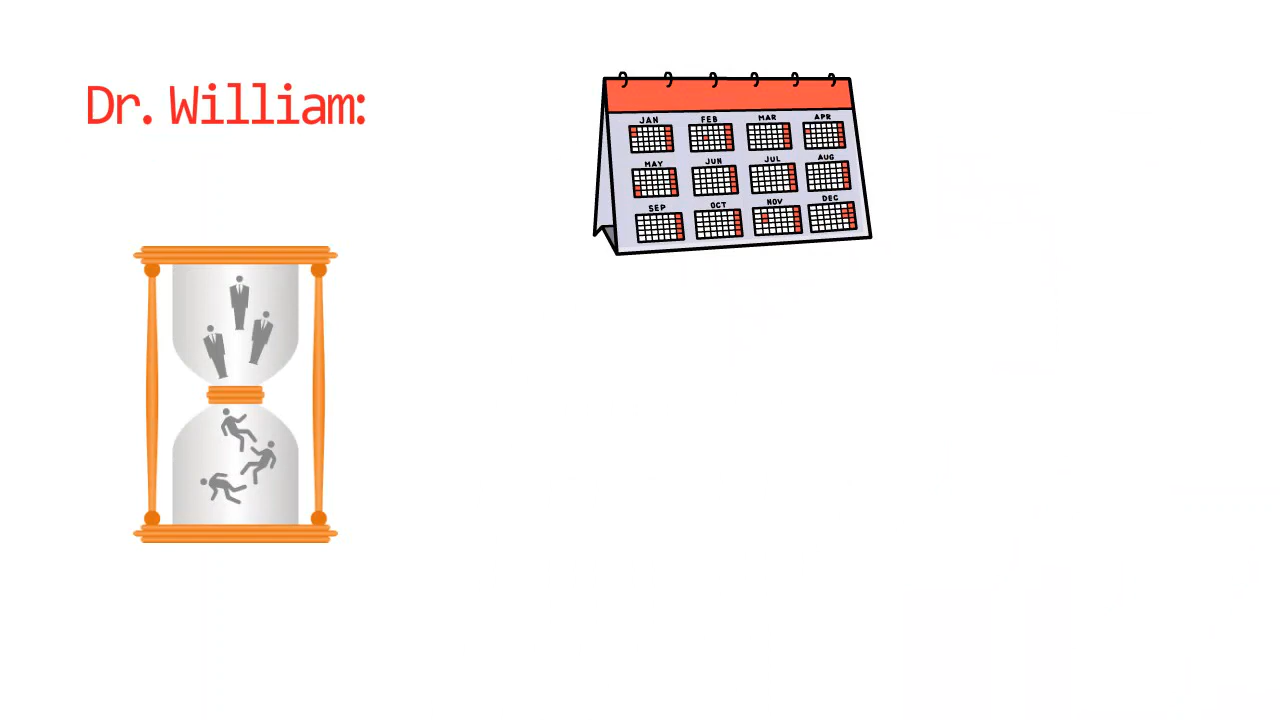 Dr. William:
JAN FEB MAR APR
MAY JUN JUL AUG
SEP OCT NOV DEC